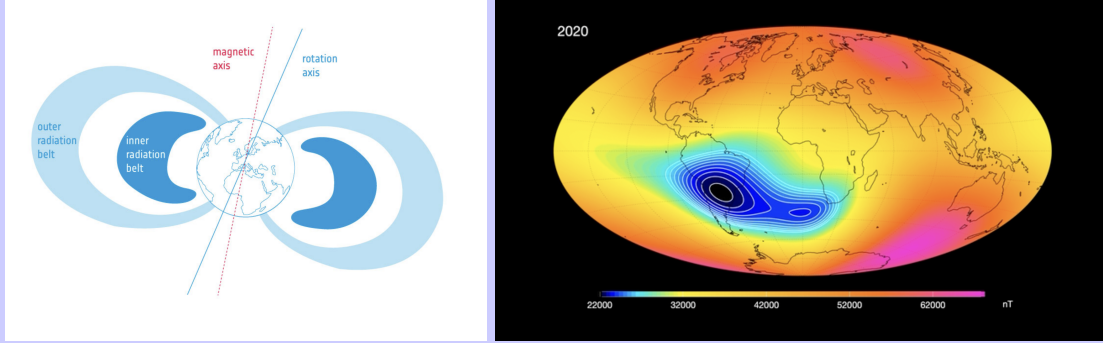 magnetic
axis
rotation
axis
outer
radiation
belt
inner
radiation
belt
2020
22000 32000 42000 52000 62000 nT